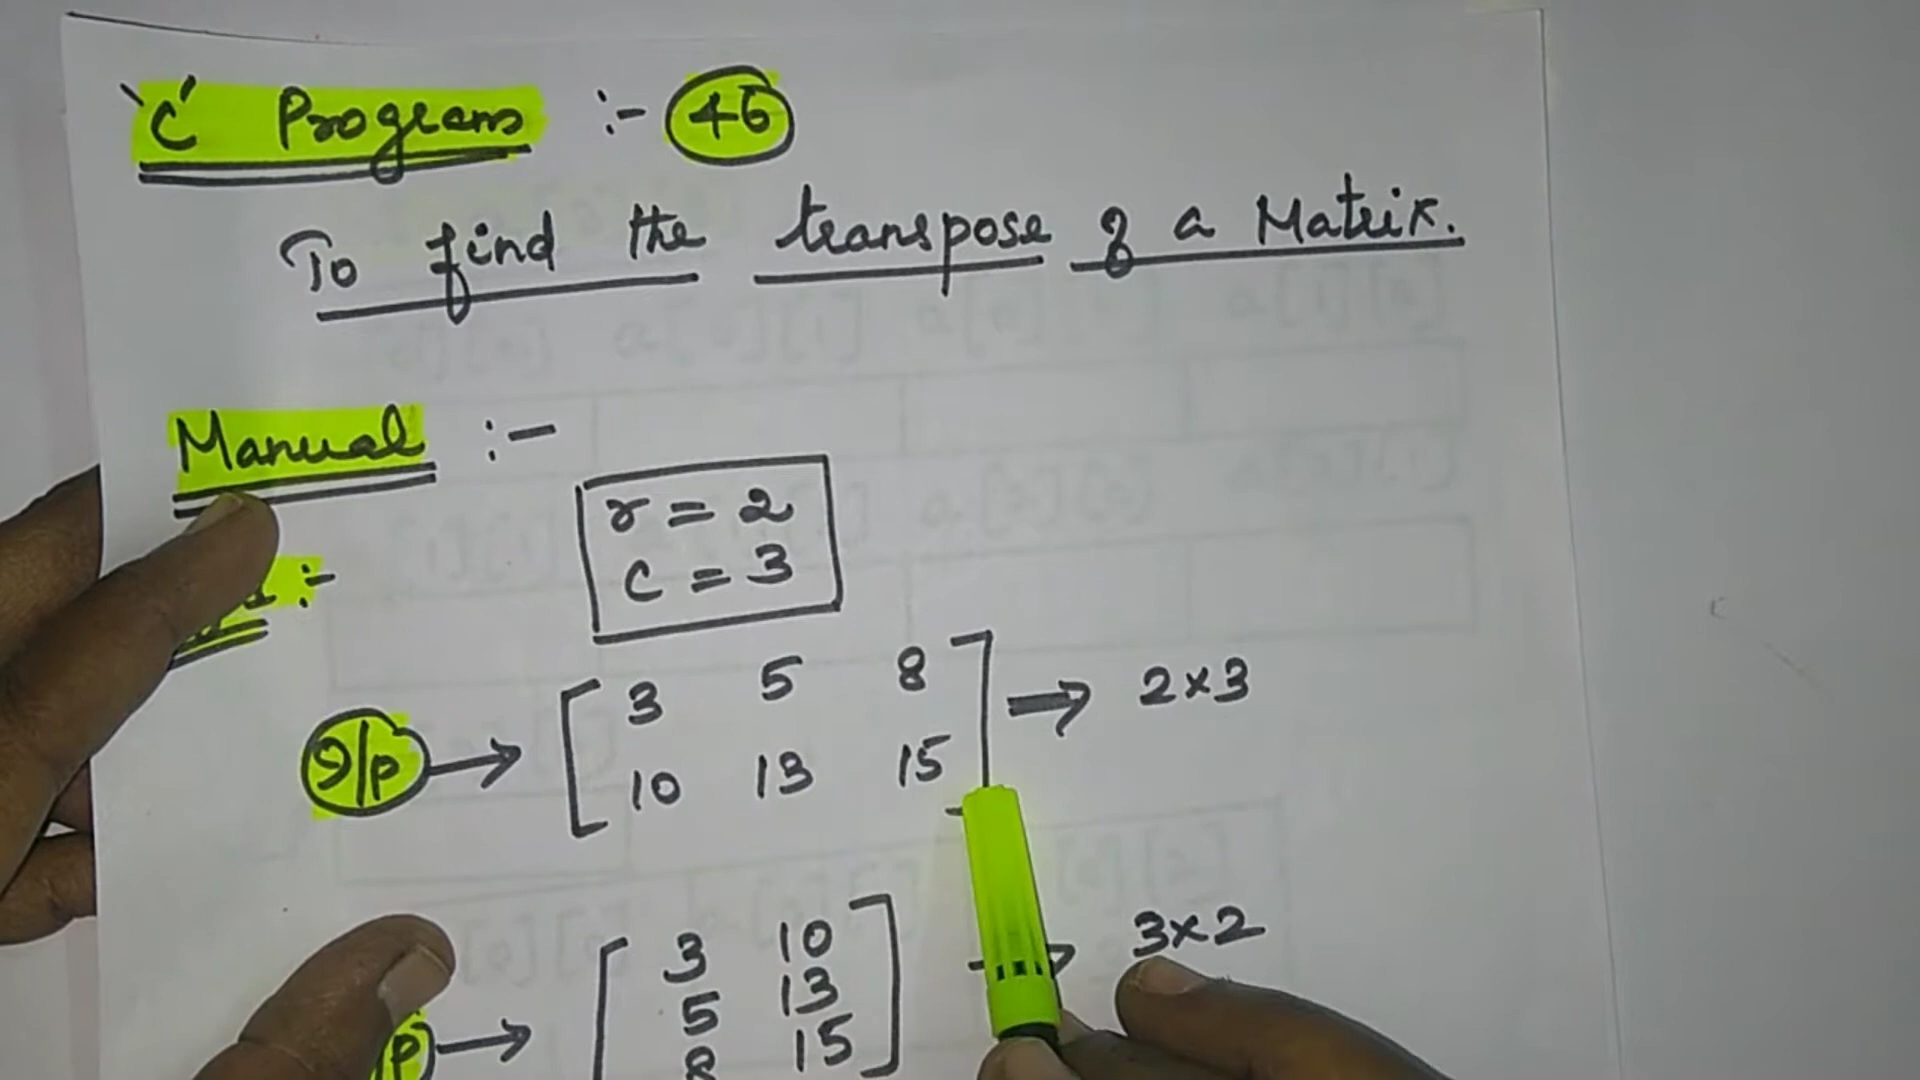 'C' Program :- 46
To find the transpose of a Matrix.
Manual :-
r = 2
c = 3
I/p → [ 3 5 8 ] ⇒ 2×3
10 13 15
3 10
5 13 → 3×2
p → 8 15